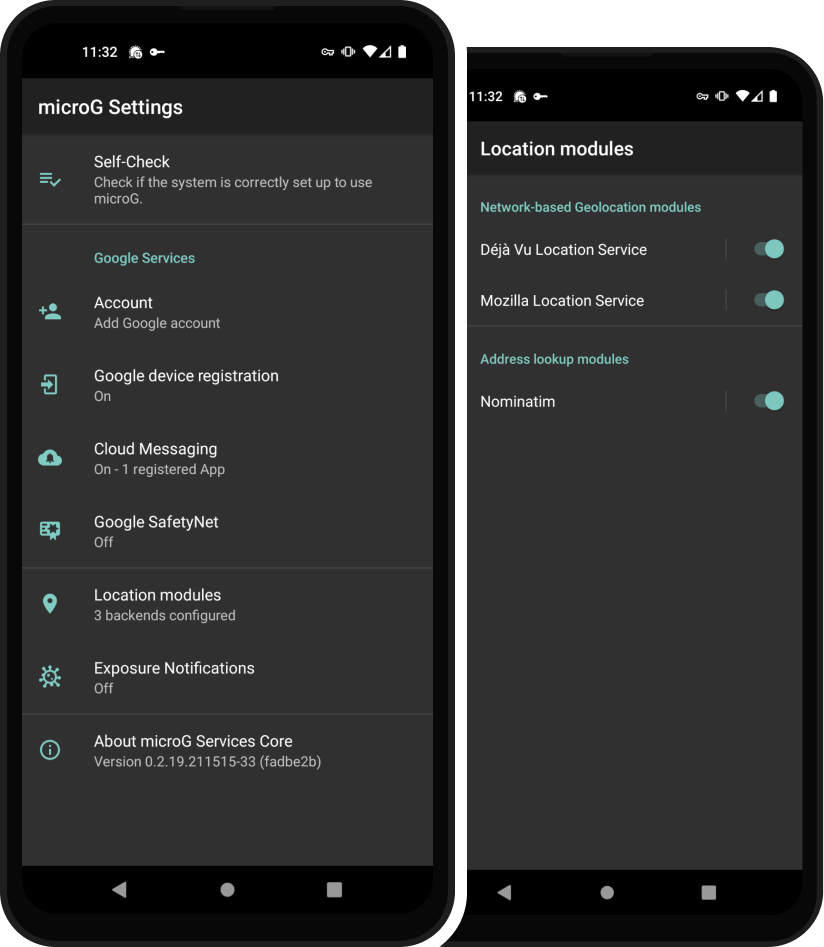 11:32
microG Settings
Self-Check
Check if the system is correctly set up to use
microG.
Google Services
Account
Add Google account
Google device registration
On
Cloud Messaging
On - 1 registered App
Google SafetyNet
Off
Location modules
3 backends configured
Exposure Notifications
Off
About microG Services Core
Version 0.2.19.211515-33 (fadbe2b)
11:32
Location modules
Network-based Geolocation modules
Déjà Vu Location Service
Mozilla Location Service
Address lookup modules
Nominatim